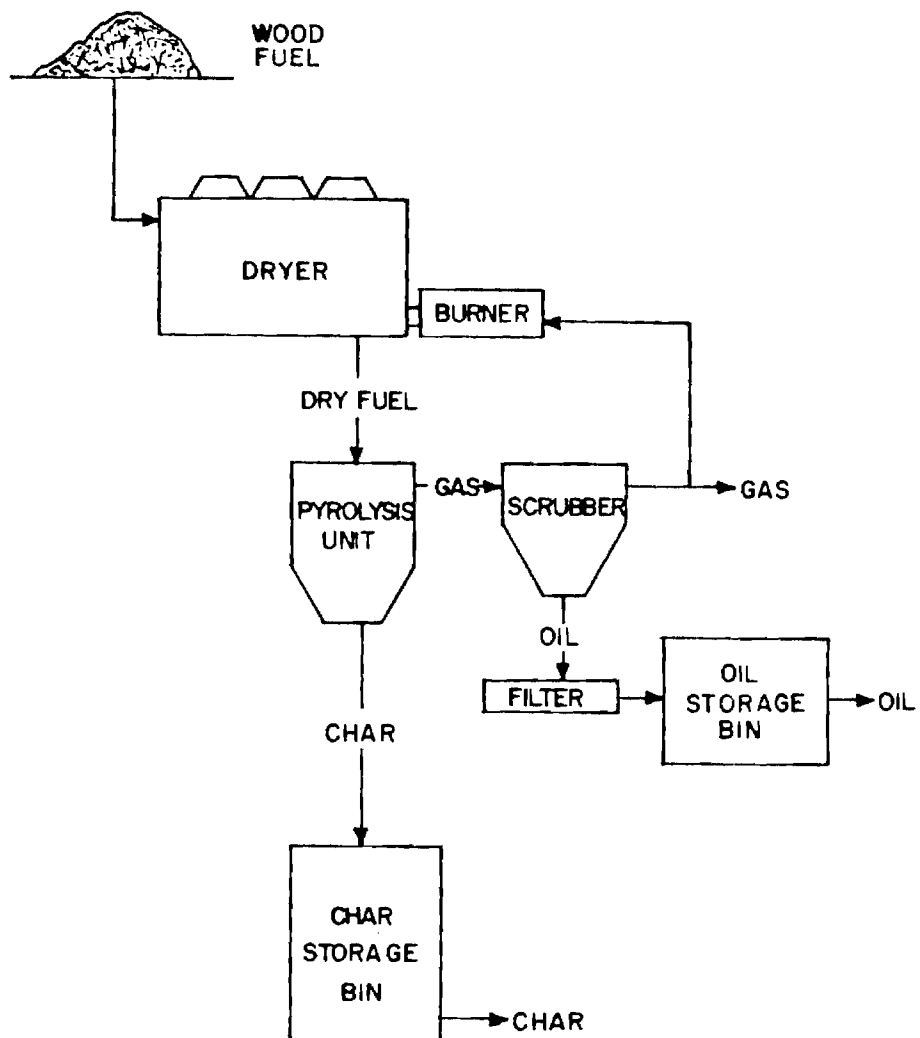 WOOD
FUEL
DRYER
BURNER
DRY FUEL
GAS
PYROLYSIS
UNIT
SCRUBBER
GAS
OIL
FILTER
OIL
STORAGE
BIN
OIL
CHAR
CHAR
STORAGE
BIN
CHAR